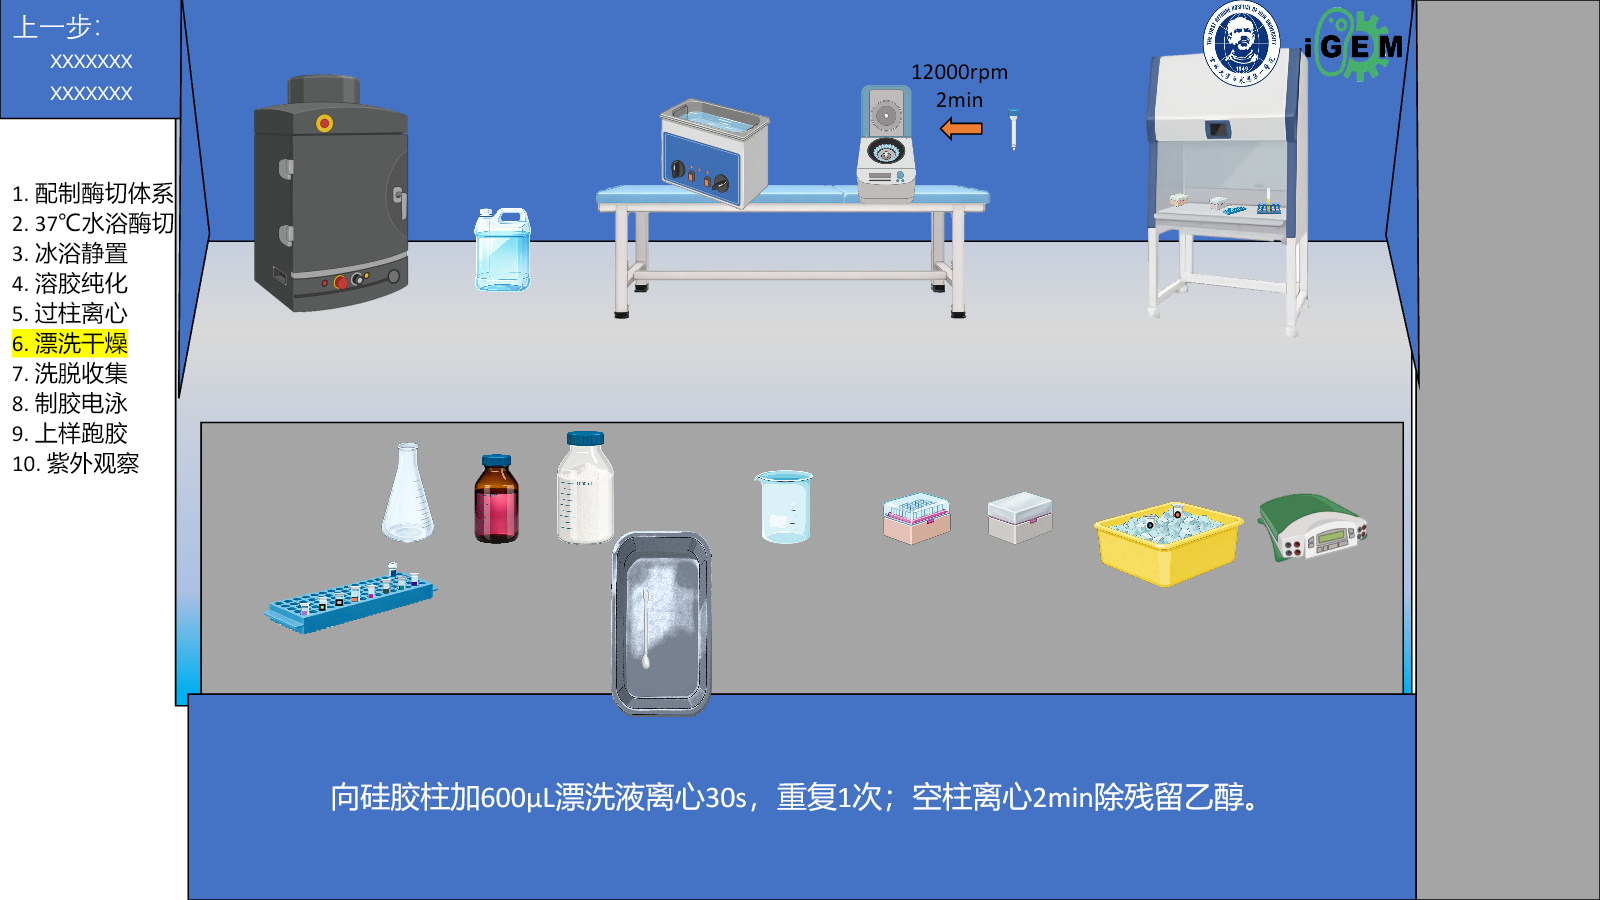 上一步：
XXXXXXX
XXXXXXX
1. 配制酶切体系
2. 37℃水浴酶切
3. 冰浴静置
4. 溶胶纯化
5. 过柱离心
6. 漂洗干燥
7. 洗脱收集
8. 制胶电泳
9. 上样跑胶
10. 紫外观察
12000rpm
2min
iGEM
1949
向硅胶柱加600μL漂洗液离心30s，重复1次；空柱离心2min除残留乙醇。